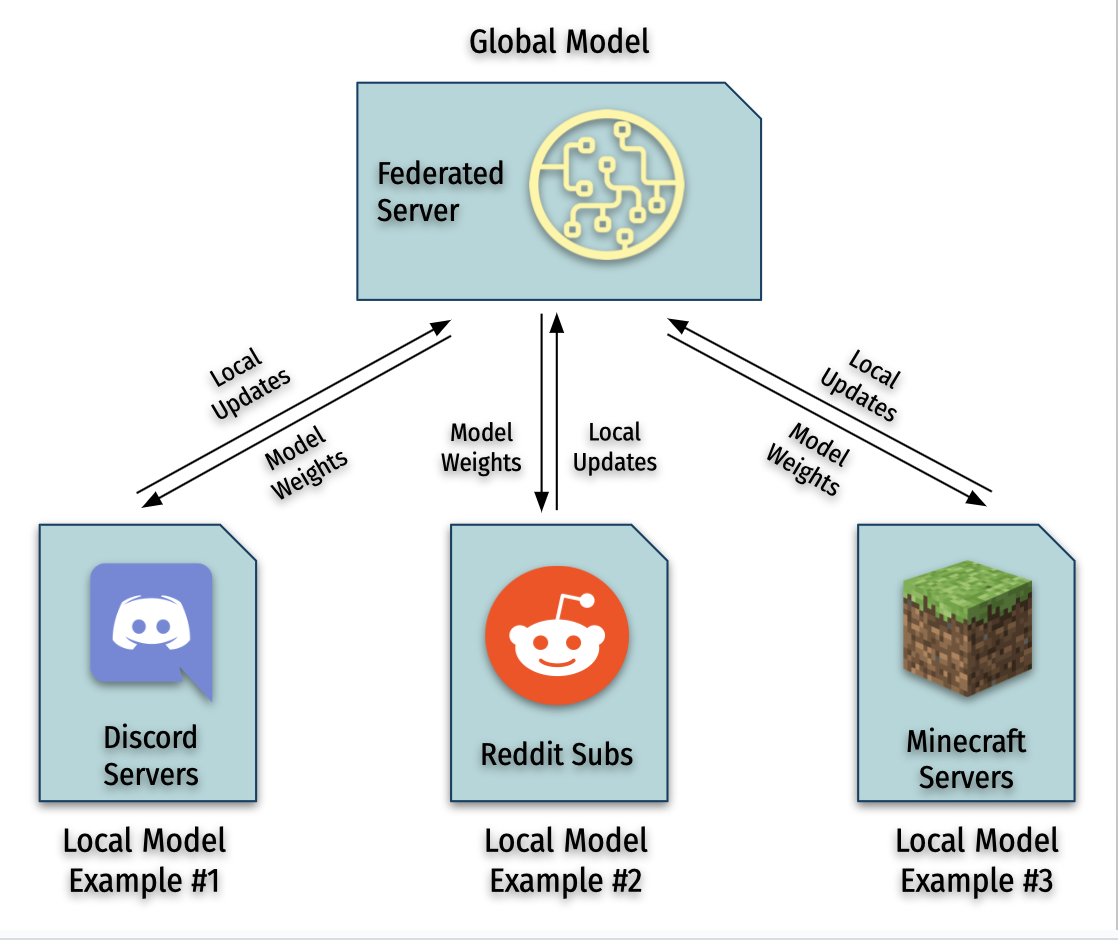 Global Model
Federated
Server
Local
Updates
Model
Weights
Model
Weights
Local
Updates
Local
Updates
Model
Weights
Discord
Servers
Reddit Subs
Minecraft
Servers
Local Model
Example #1
Local Model
Example #2
Local Model
Example #3